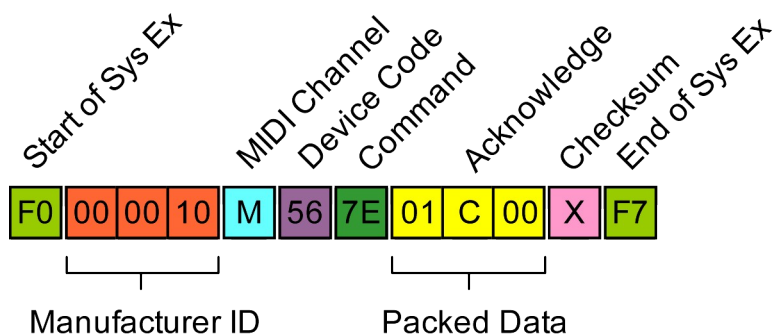 Start of Sys Ex
MIDI Channel
Device Code
Command
Acknowledge
Checksum
End of Sys Ex
F0 00 00 10 M 56 7E 01 C 00 X F7
Manufacturer ID
Packed Data